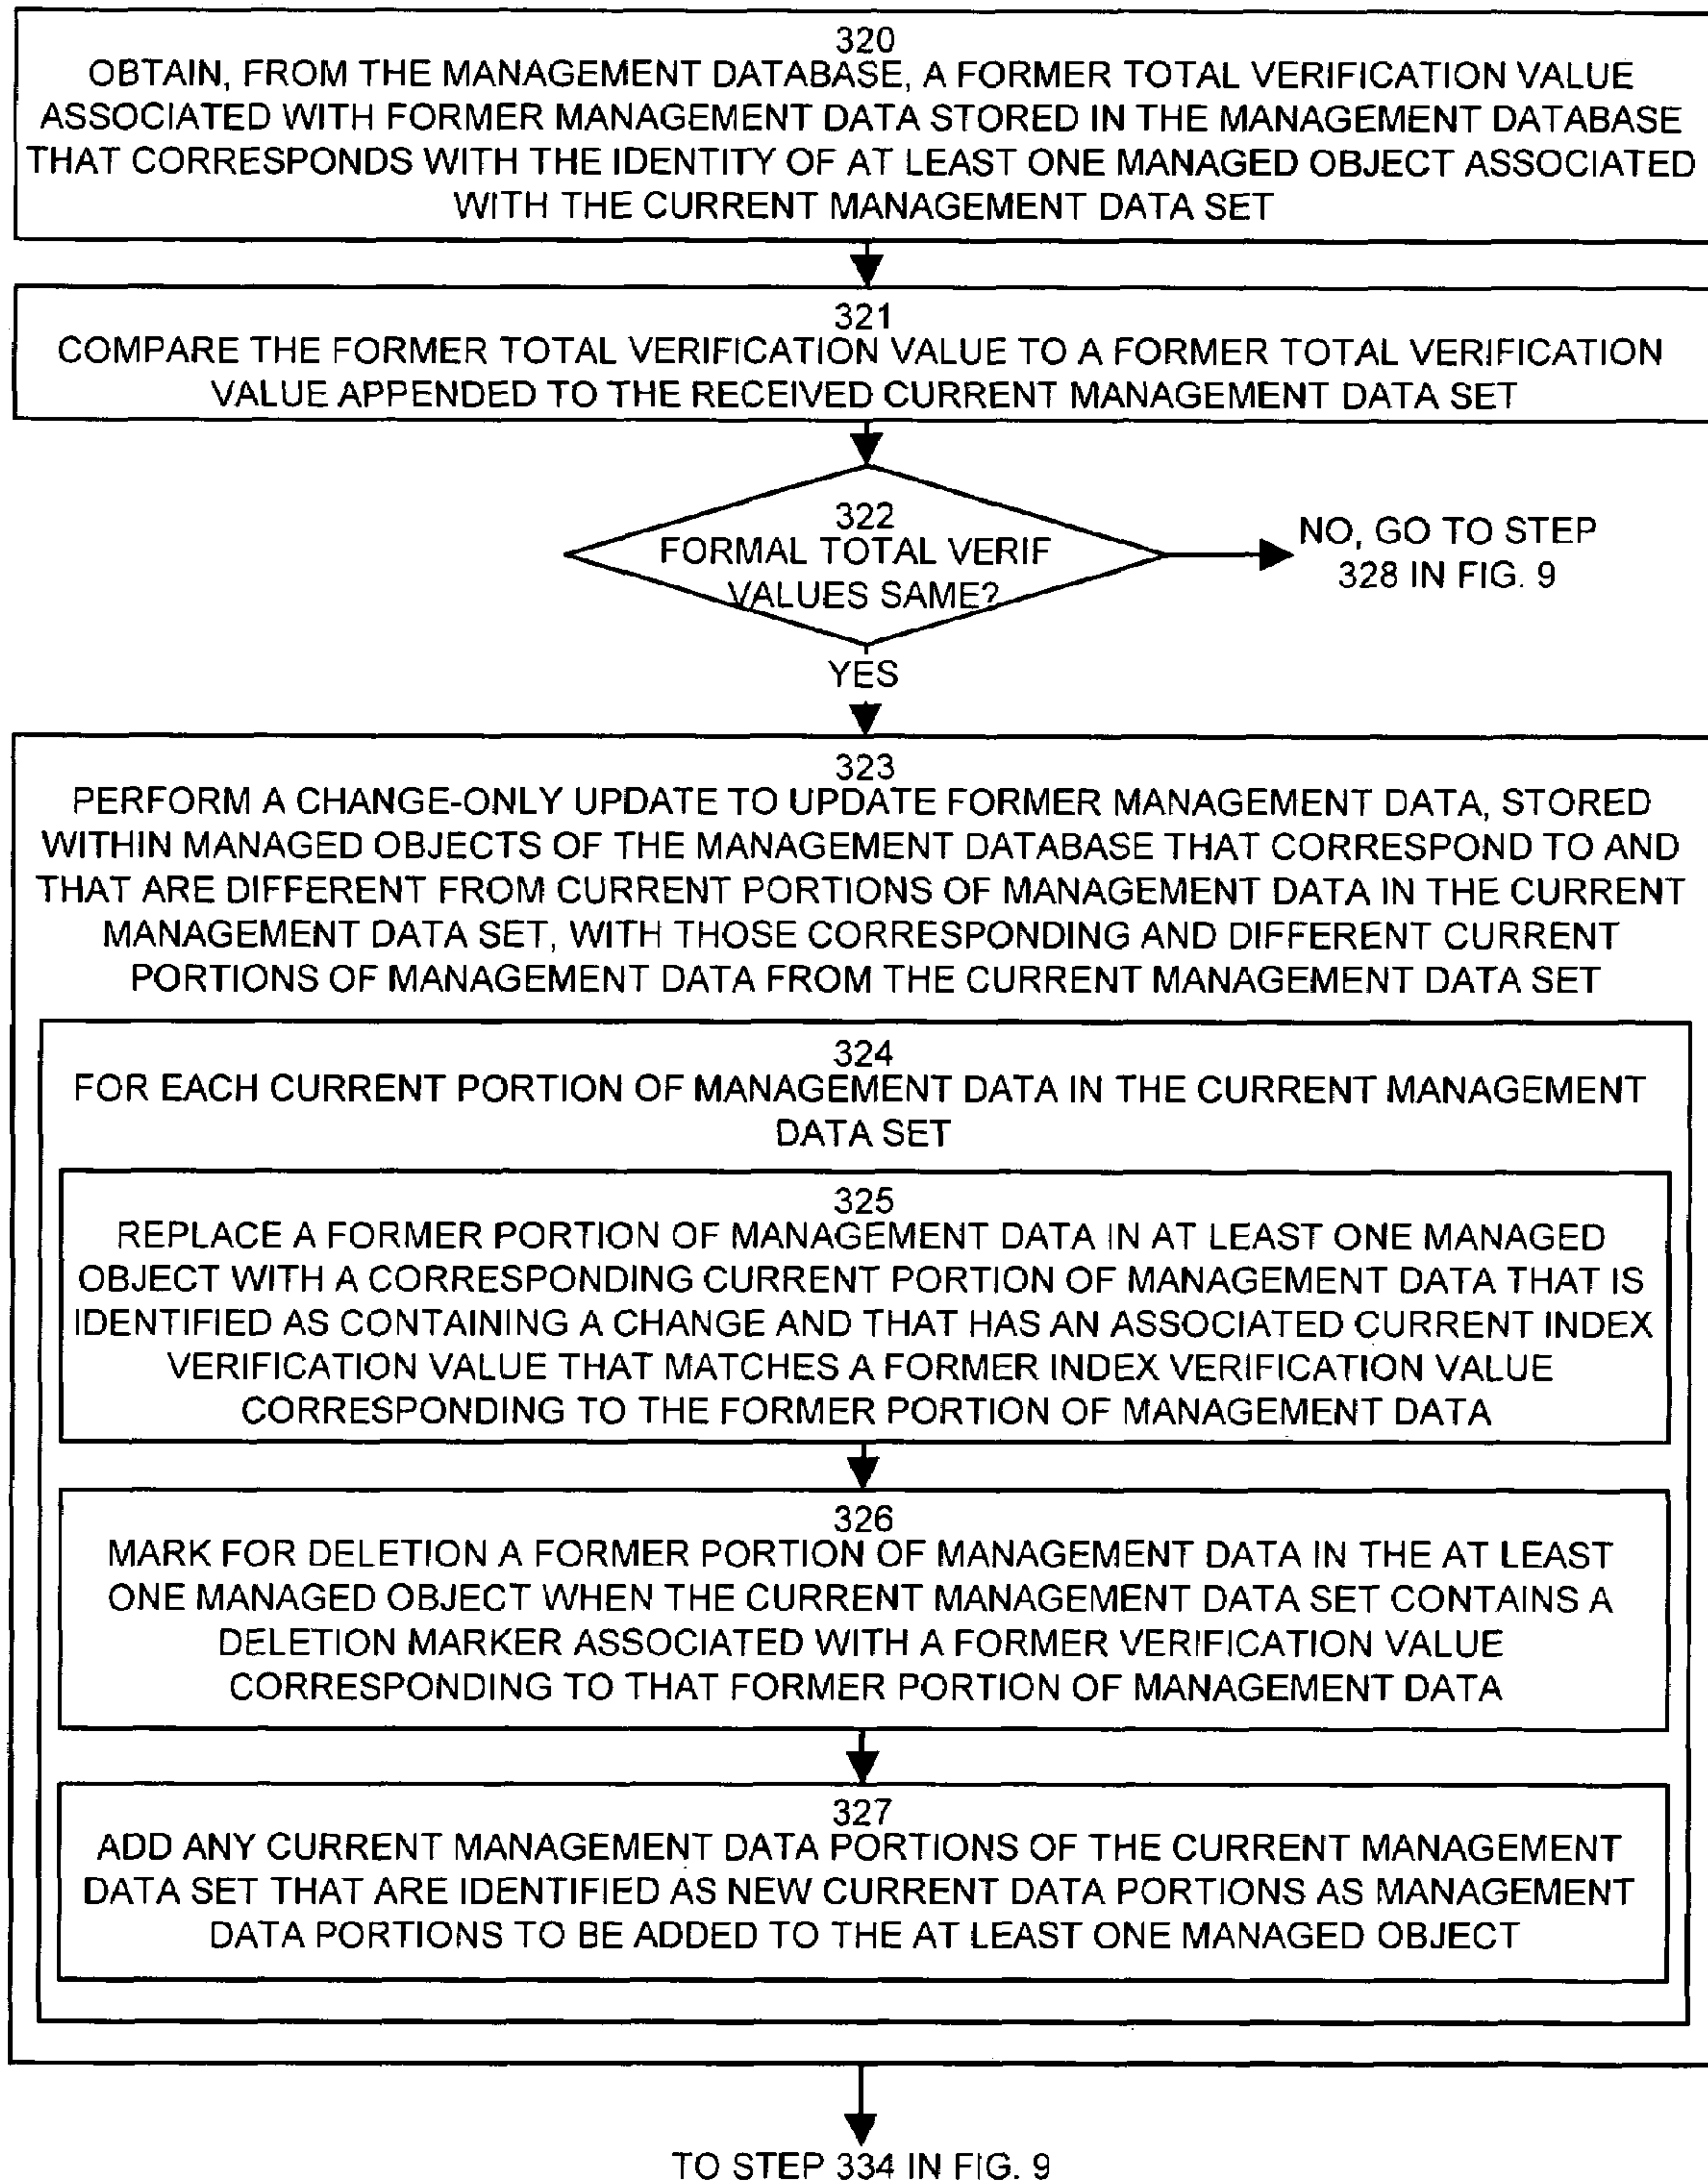 320
OBTAIN, FROM THE MANAGEMENT DATABASE, A FORMER TOTAL VERIFICATION VALUE
ASSOCIATED WITH FORMER MANAGEMENT DATA STORED IN THE MANAGEMENT DATABASE
THAT CORRESPONDS WITH THE IDENTITY OF AT LEAST ONE MANAGED OBJECT ASSOCIATED
WITH THE CURRENT MANAGEMENT DATA SET
321
COMPARE THE FORMER TOTAL VERIFICATION VALUE TO A FORMER TOTAL VERIFICATION
VALUE APPENDED TO THE RECEIVED CURRENT MANAGEMENT DATA SET
322
FORMAL TOTAL VERIF
VALUES SAME?
NO, GO TO STEP
328 IN FIG. 9
YES
323
PERFORM A CHANGE-ONLY UPDATE TO UPDATE FORMER MANAGEMENT DATA, STORED
WITHIN MANAGED OBJECTS OF THE MANAGEMENT DATABASE THAT CORRESPOND TO AND
THAT ARE DIFFERENT FROM CURRENT PORTIONS OF MANAGEMENT DATA IN THE CURRENT
MANAGEMENT DATA SET, WITH THOSE CORRESPONDING AND DIFFERENT CURRENT
PORTIONS OF MANAGEMENT DATA FROM THE CURRENT MANAGEMENT DATA SET
324
FOR EACH CURRENT PORTION OF MANAGEMENT DATA IN THE CURRENT MANAGEMENT
DATA SET
325
REPLACE A FORMER PORTION OF MANAGEMENT DATA IN AT LEAST ONE MANAGED
OBJECT WITH A CORRESPONDING CURRENT PORTION OF MANAGEMENT DATA THAT IS
IDENTIFIED AS CONTAINING A CHANGE AND THAT HAS AN ASSOCIATED CURRENT INDEX
VERIFICATION VALUE THAT MATCHES A FORMER INDEX VERIFICATION VALUE
CORRESPONDING TO THE FORMER PORTION OF MANAGEMENT DATA
326
MARK FOR DELETION A FORMER PORTION OF MANAGEMENT DATA IN THE AT LEAST
ONE MANAGED OBJECT WHEN THE CURRENT MANAGEMENT DATA SET CONTAINS A
DELETION MARKER ASSOCIATED WITH A FORMER VERIFICATION VALUE
CORRESPONDING TO THAT FORMER PORTION OF MANAGEMENT DATA
327
ADD ANY CURRENT MANAGEMENT DATA PORTIONS OF THE CURRENT MANAGEMENT
DATA SET THAT ARE IDENTIFIED AS NEW CURRENT DATA PORTIONS AS MANAGEMENT
DATA PORTIONS TO BE ADDED TO THE AT LEAST ONE MANAGED OBJECT
TO STEP 334 IN FIG. 9